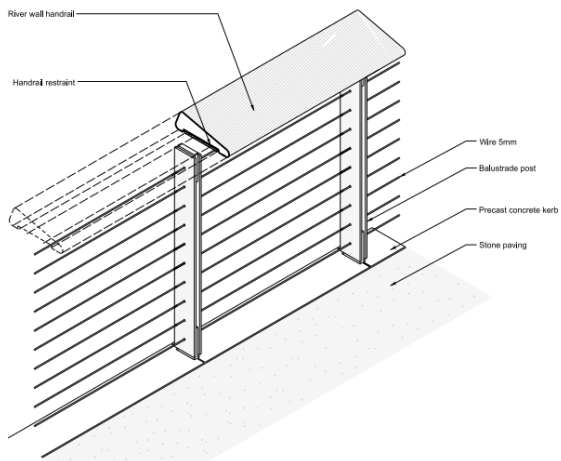 River wall handrail
Handrail restraint
Wire 5mm
Balustrade post
Precast concrete kerb
Stone paving